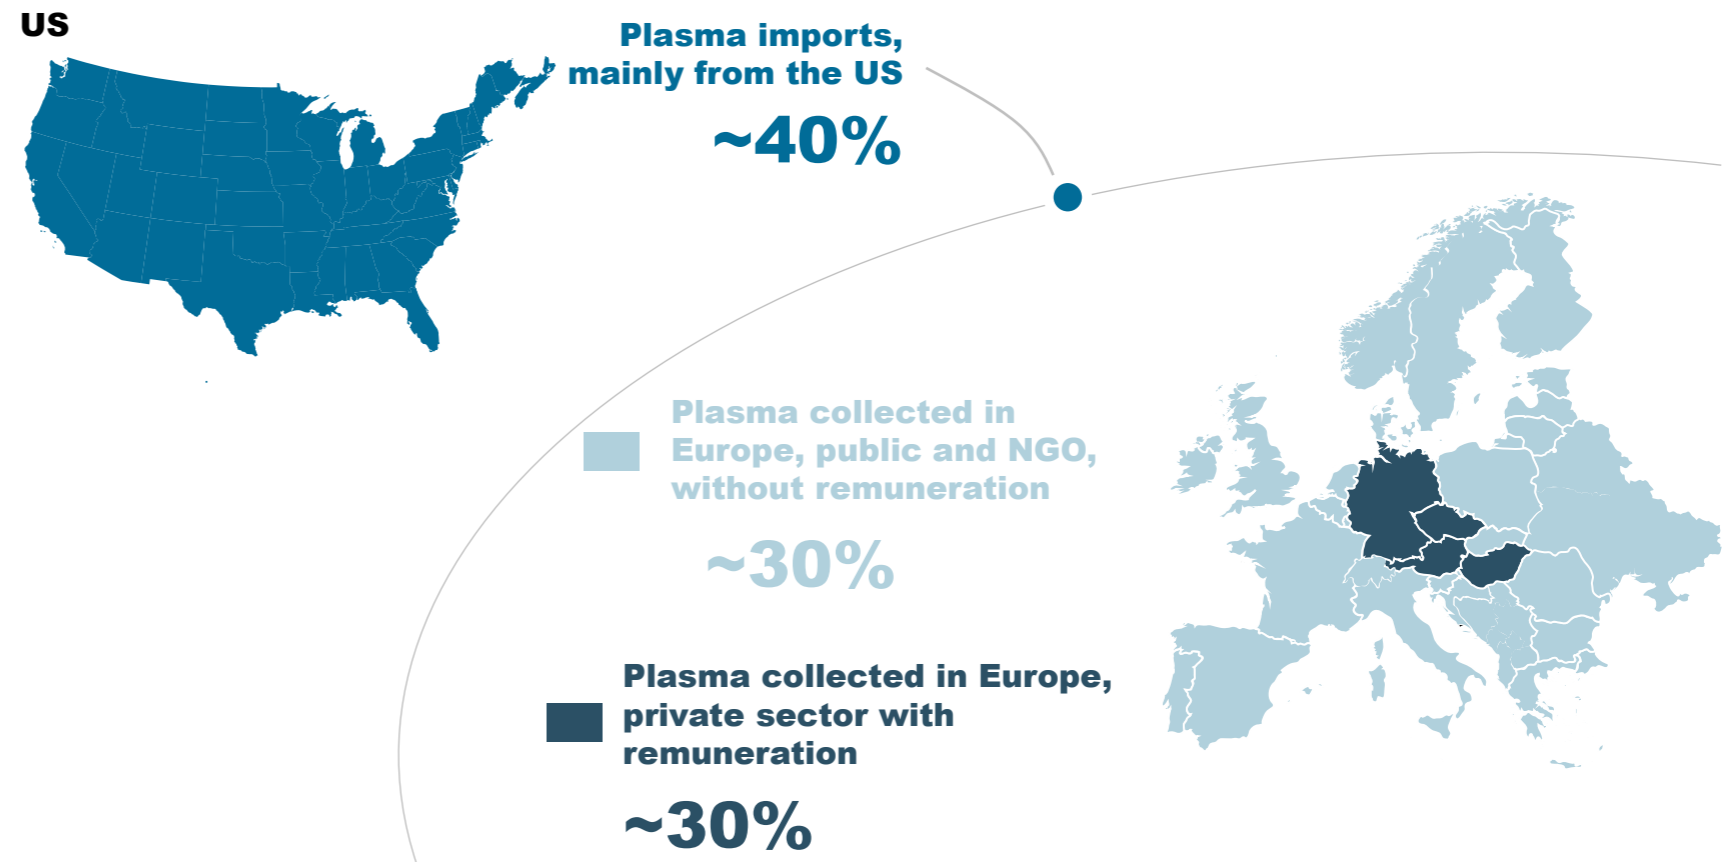 US
Plasma imports,
mainly from the US
~40%
Plasma collected in
Europe, public and NGO,
without remuneration
~30%
Plasma collected in Europe,
private sector with
remuneration
~30%